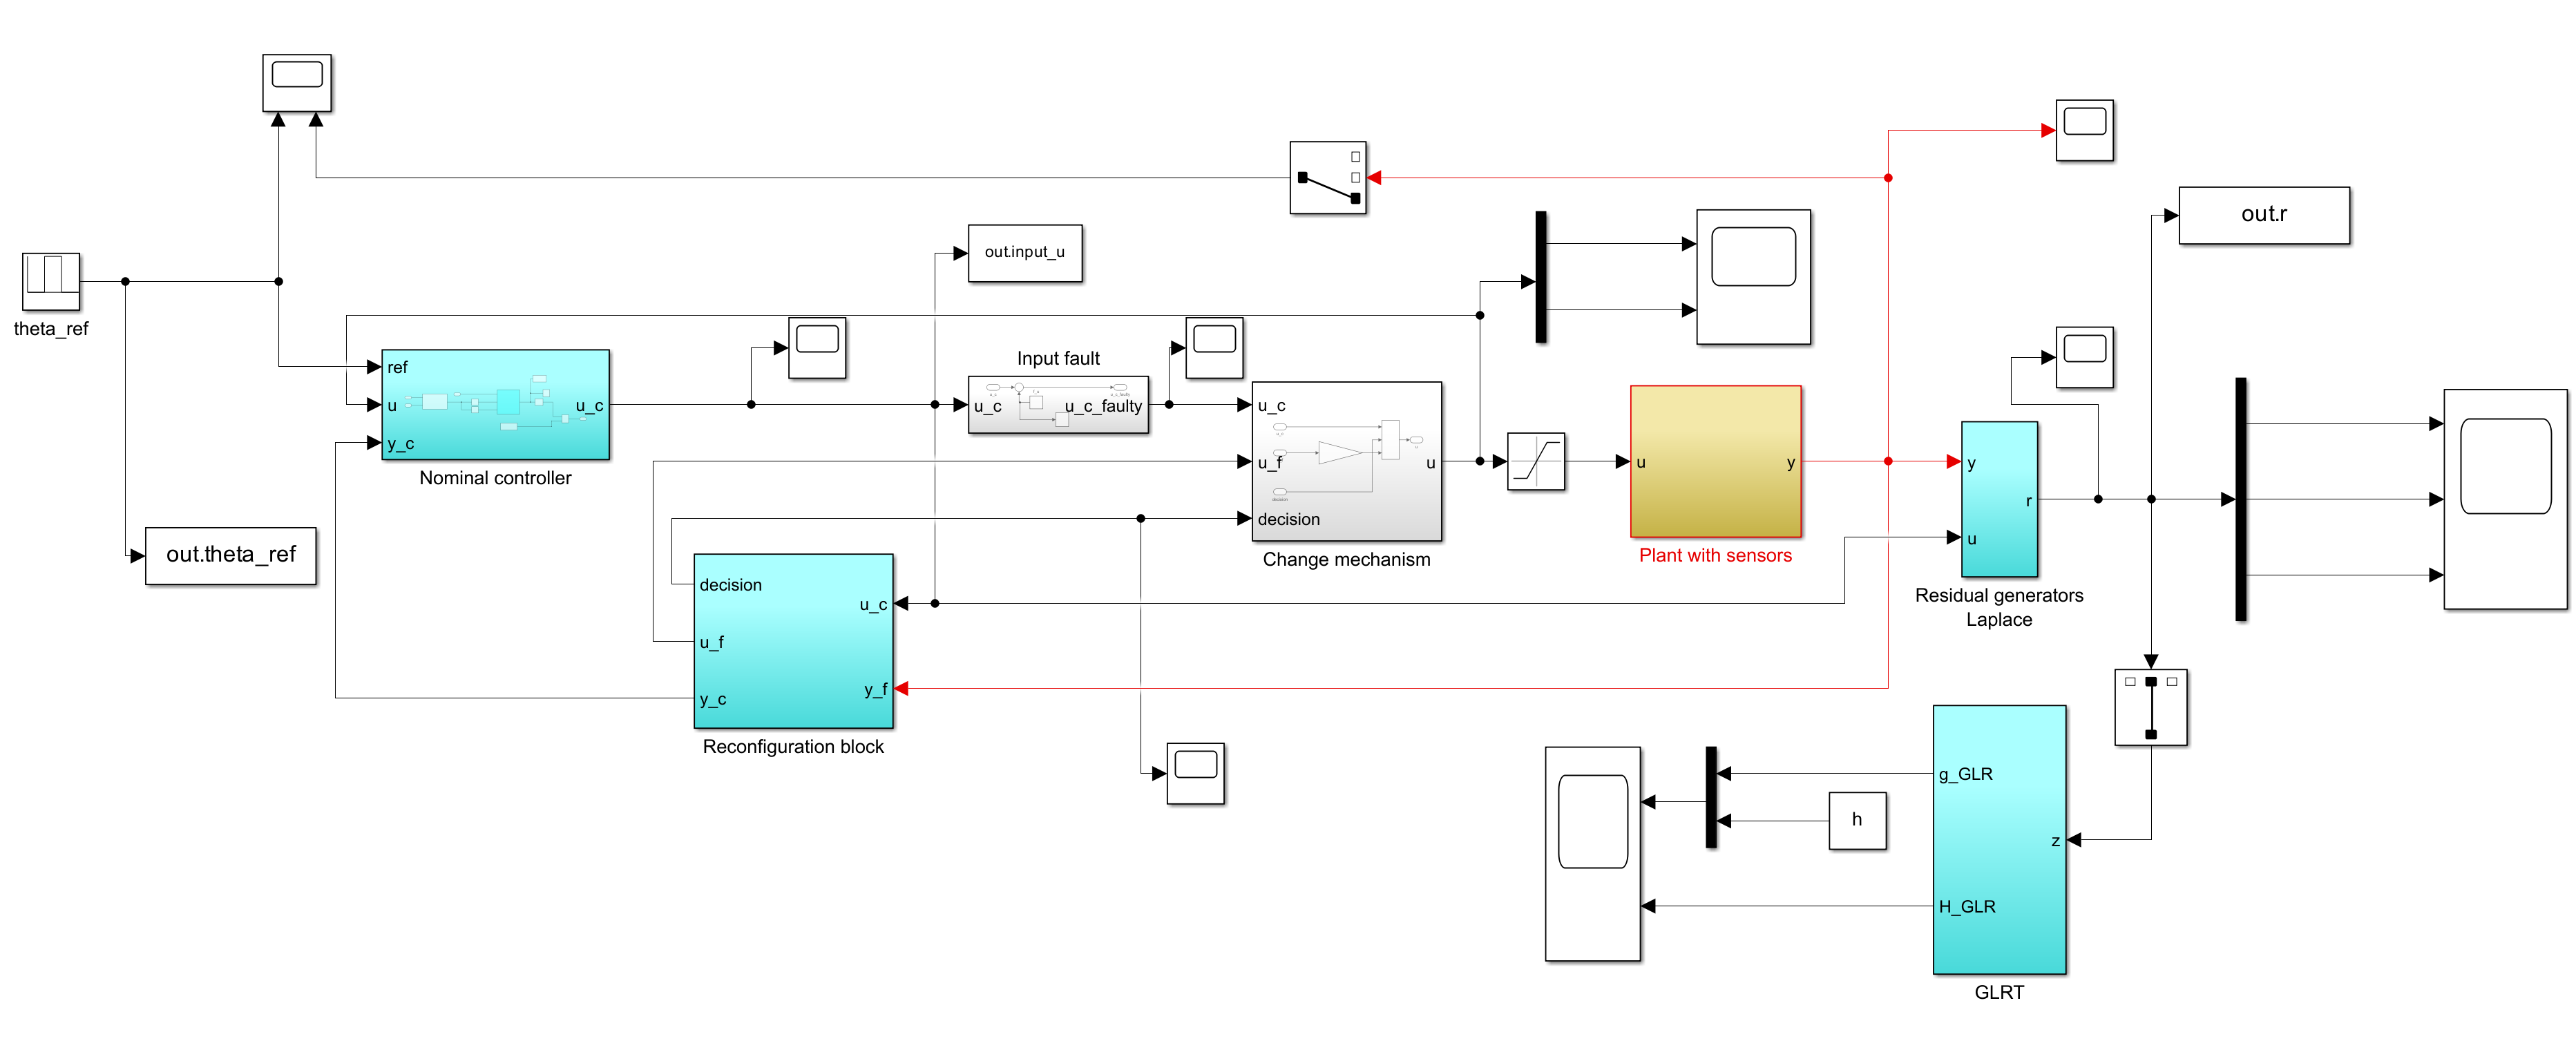 out.r
theta_ref
out.input_u
Input fault
ref
u
y_c
u_c
Nominal controller
u_c
u_c_faulty
u_c
u_f
decision
u
Change mechanism
u
y
Plant with sensors
y
u
r
Residual generators
Laplace
out.theta_ref
decision
u_f
y_c
u_c
y_f
Reconfiguration block
g_GLR
H_GLR
z
GLRT
h